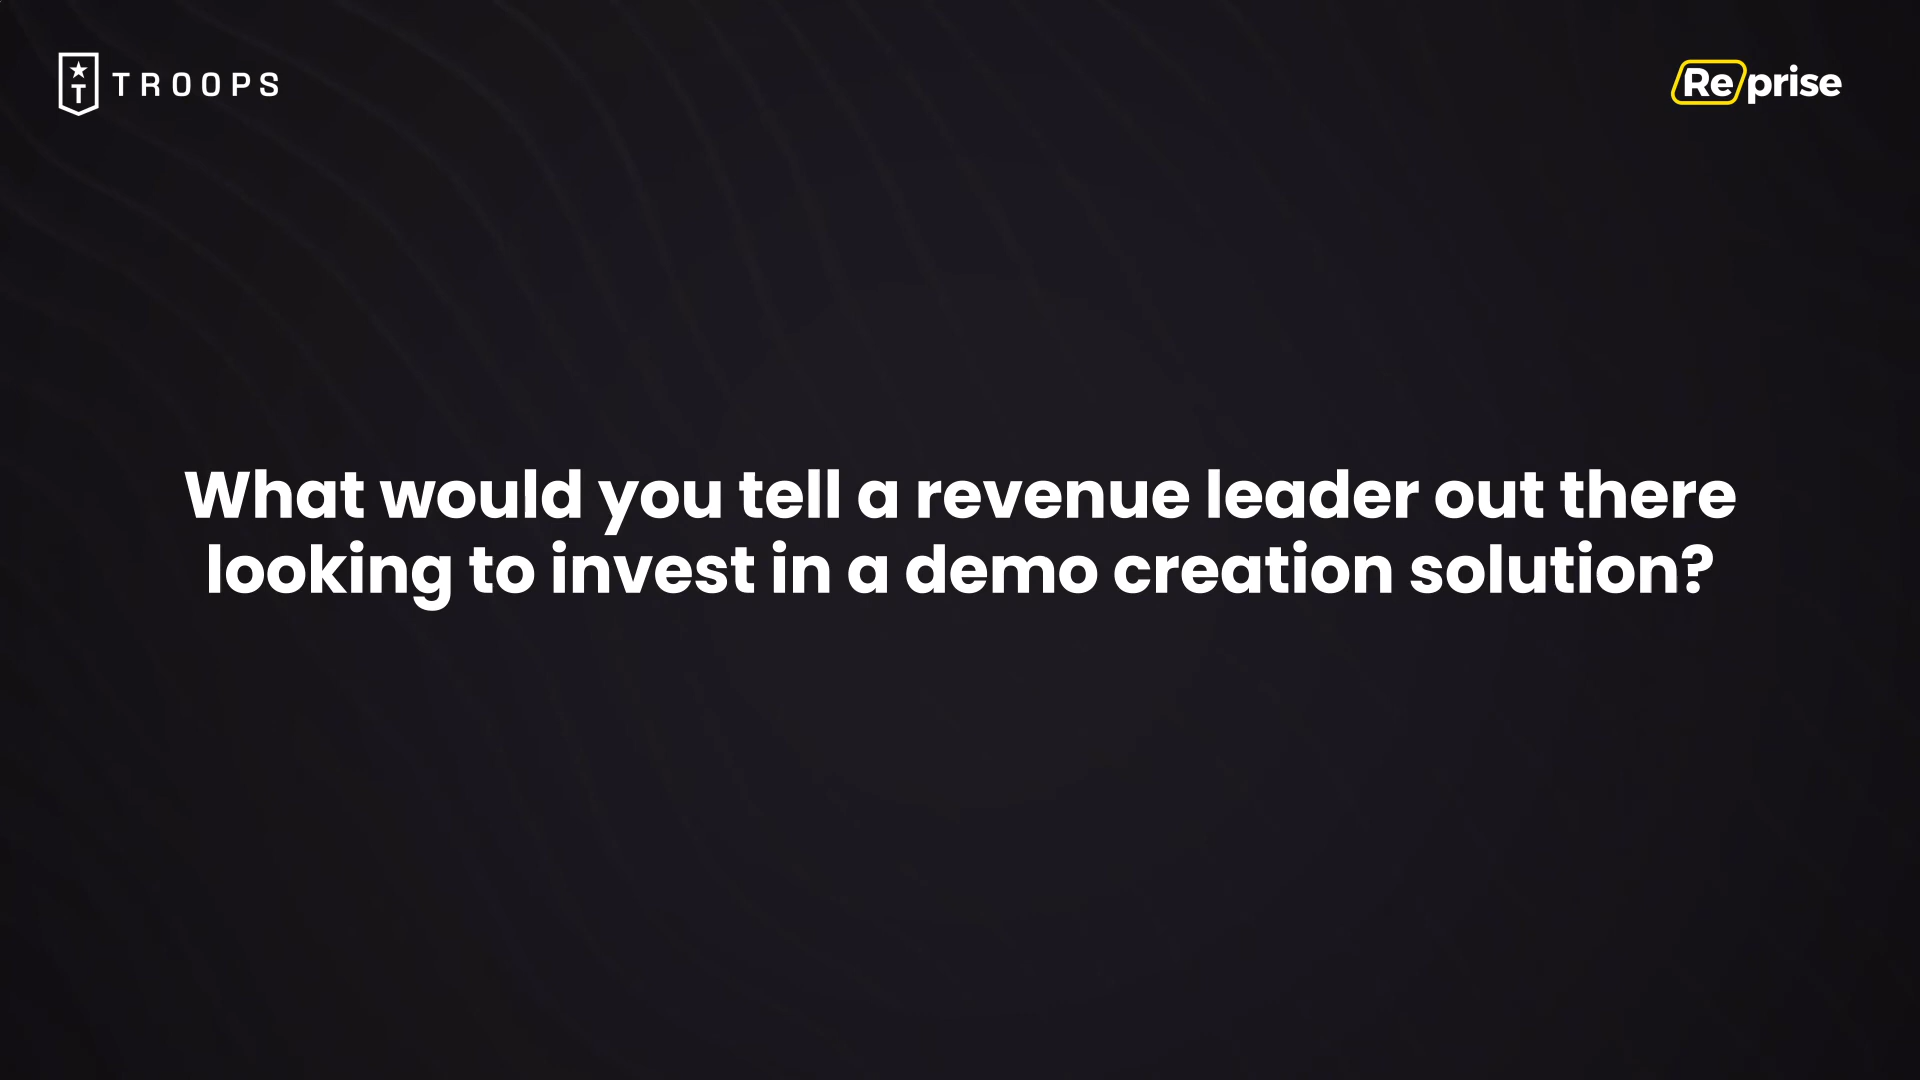 T
TROOPS
Reprise
What would you tell a revenue leader out there
looking to invest in a demo creation solution?